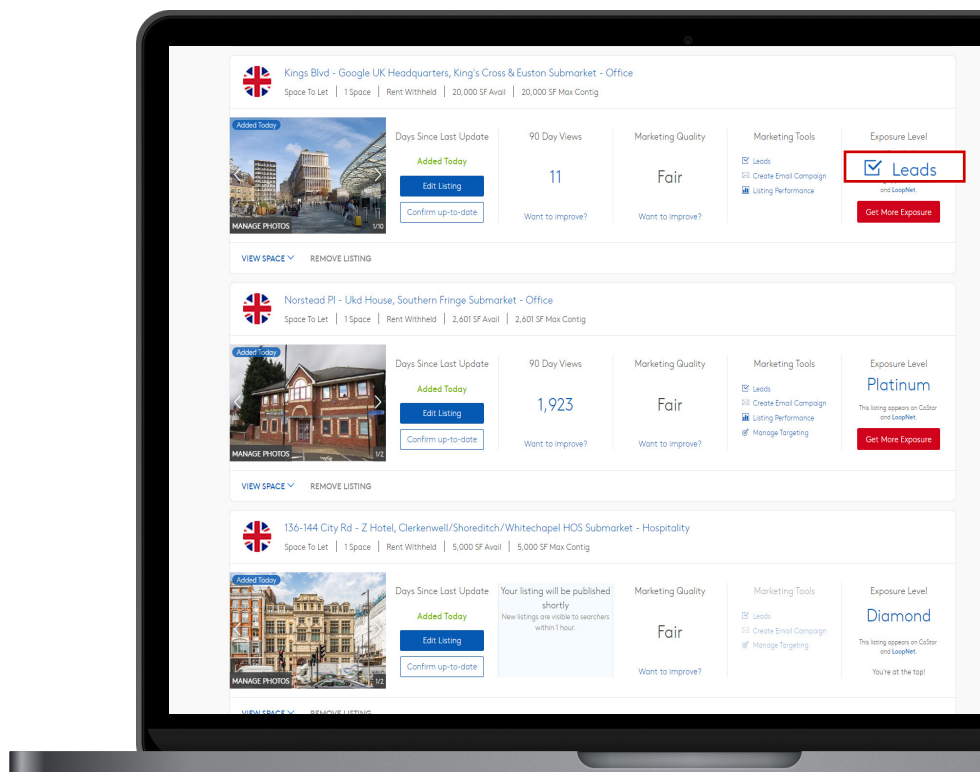 Kings Blvd - Google UK Headquarters, King's Cross & Euston Submarket - Office
Space To Let | 1 Space | Rent Withheld | 20,000 SF Avail | 20,000 SF Max Contig
Added Today
MANAGE PHOTOS
1/10
Days Since Last Update
Added Today
Edit Listing
Confirm up-to-date
90 Day Views
11
Want to improve?
Marketing Quality
Fair
Want to improve?
Marketing Tools
Leads
Create Email Campaign
Listing Performance
Exposure Level
Leads
and LoopNet.
Get More Exposure
VIEW SPACE
REMOVE LISTING
Norstead Pl - Ukd House, Southern Fringe Submarket - Office
Space To Let | 1 Space | Rent Withheld | 2,601 SF Avail | 2,601 SF Max Contig
Added Today
MANAGE PHOTOS
1/2
Days Since Last Update
Added Today
Edit Listing
Confirm up-to-date
90 Day Views
1,923
Want to improve?
Marketing Quality
Fair
Want to improve?
Marketing Tools
Leads
Create Email Campaign
Listing Performance
Manage Targeting
Exposure Level
Platinum
This listing appears on CoStar
and LoopNet.
Get More Exposure
VIEW SPACE
REMOVE LISTING
136-144 City Rd - Z Hotel, Clerkenwell/Shoreditch/Whitechapel HOS Submarket - Hospitality
Space To Let | 1 Space | Rent Withheld | 5,000 SF Avail | 5,000 SF Max Contig
Added Today
MANAGE PHOTOS
1/2
Days Since Last Update
Added Today
Edit Listing
Confirm up-to-date
Your listing will be published
shortly
New listings are visible to searchers
within 1 hour.
Marketing Quality
Fair
Want to improve?
Marketing Tools
Leads
Create Email Campaign
Manage Targeting
Exposure Level
Diamond
This listing appears on CoStar
and LoopNet.
You're at the top!
VIEW SPACE
REMOVE LISTING